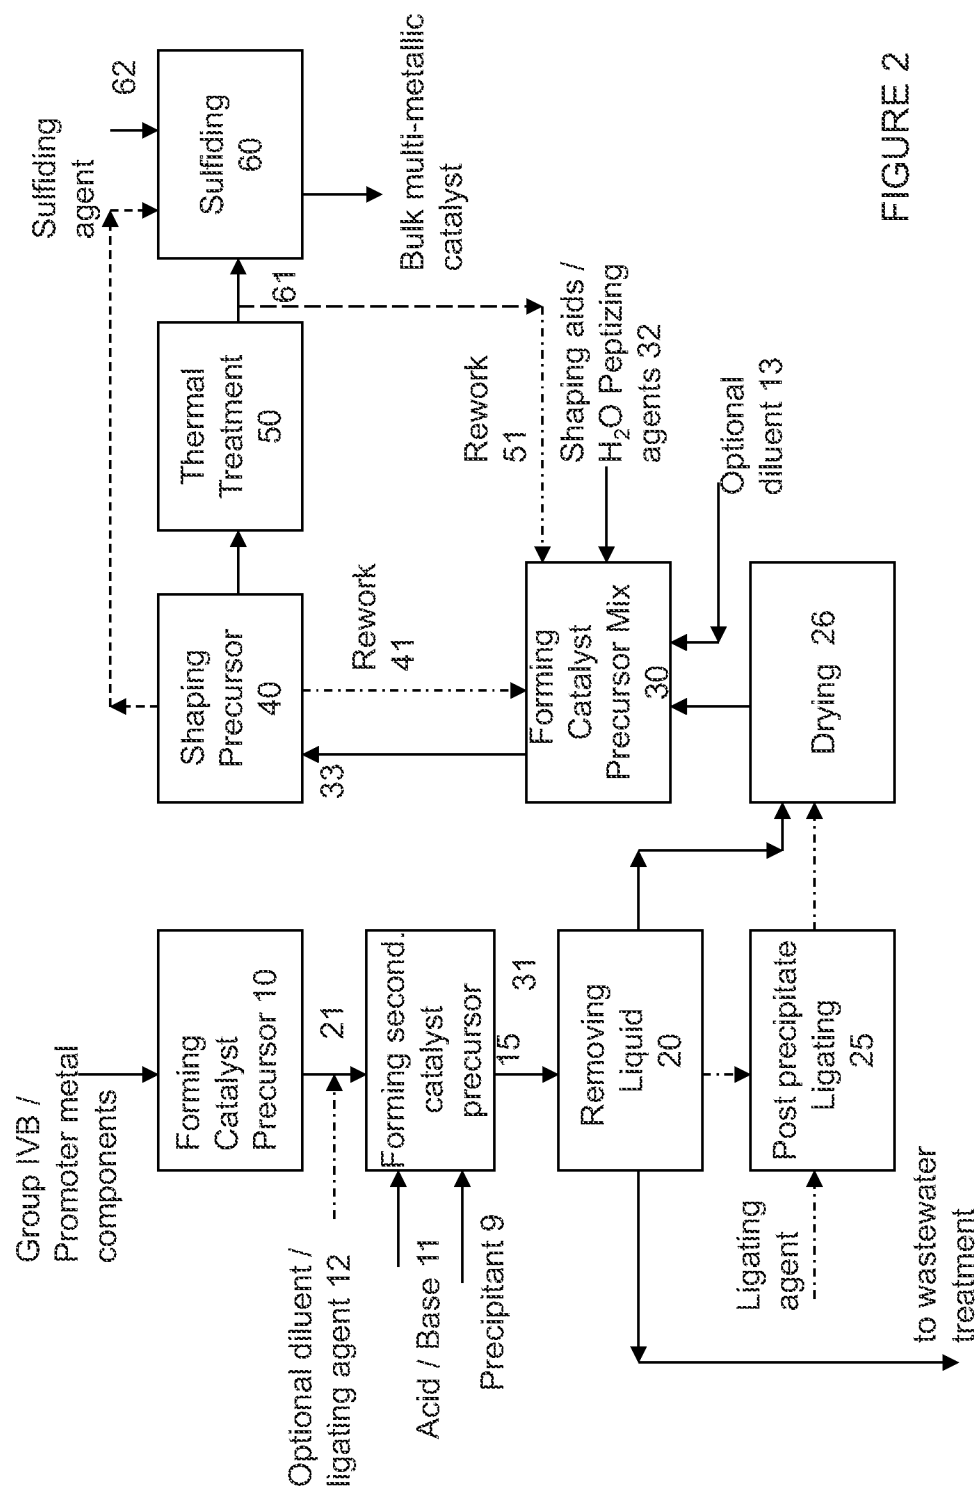 Group IVB /
Promoter metal
components
Forming
Catalyst
Precursor 10
21
Optional diluent /
ligating agent 12
Acid / Base 11
Precipitant 9
Forming second.
catalyst
precursor
15
31
Removing
Liquid
20
Ligating
agent
Post precipitate
Ligating
25
to wastewater
treatment
Shaping
Precursor
40
33
Rework
41
Forming
Catalyst
Precursor Mix
30
Drying 26
Thermal
Treatment
50
Rework
51
Shaping aids /
H₂O Peptizing
agents 32
Optional
diluent 13
Sulfiding
agent
62
Sulfiding
60
61
Bulk multi-metallic
catalyst
FIGURE 2